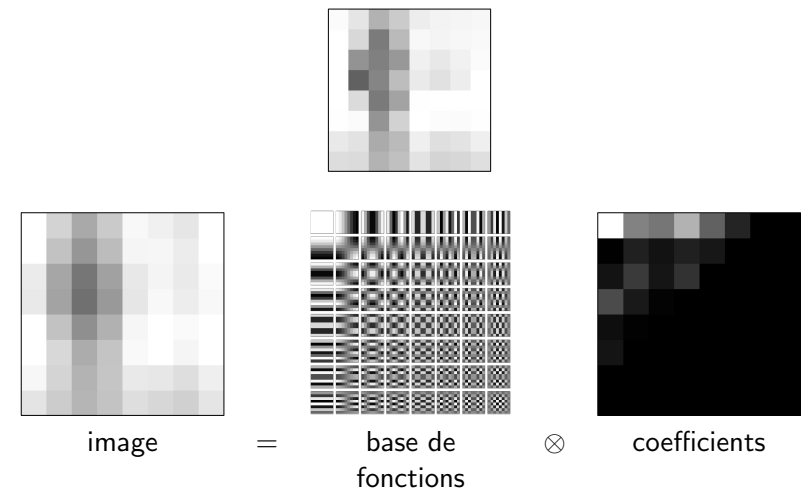 image = base de ⊗ coefficients
fonctions